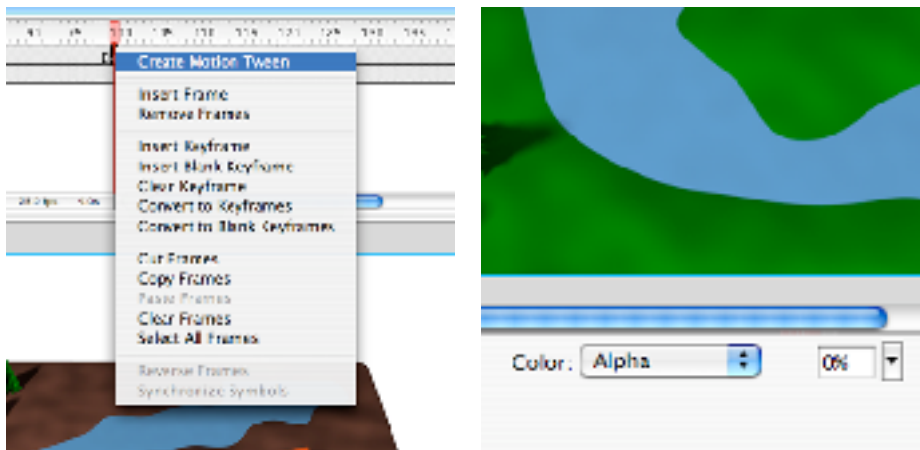 Create Motion Tween
Insert Frame
Remove Frames
Insert Keyframe
Insert Blank Keyframe
Clear Keyframe
Convert to Keyframes
Convert to Blank Keyframes
Cut Frames
Copy Frames
Paste Frames
Clear Frames
Select All Frames
Reverse Frames
Synchronize Symbols
Color: Alpha 0%